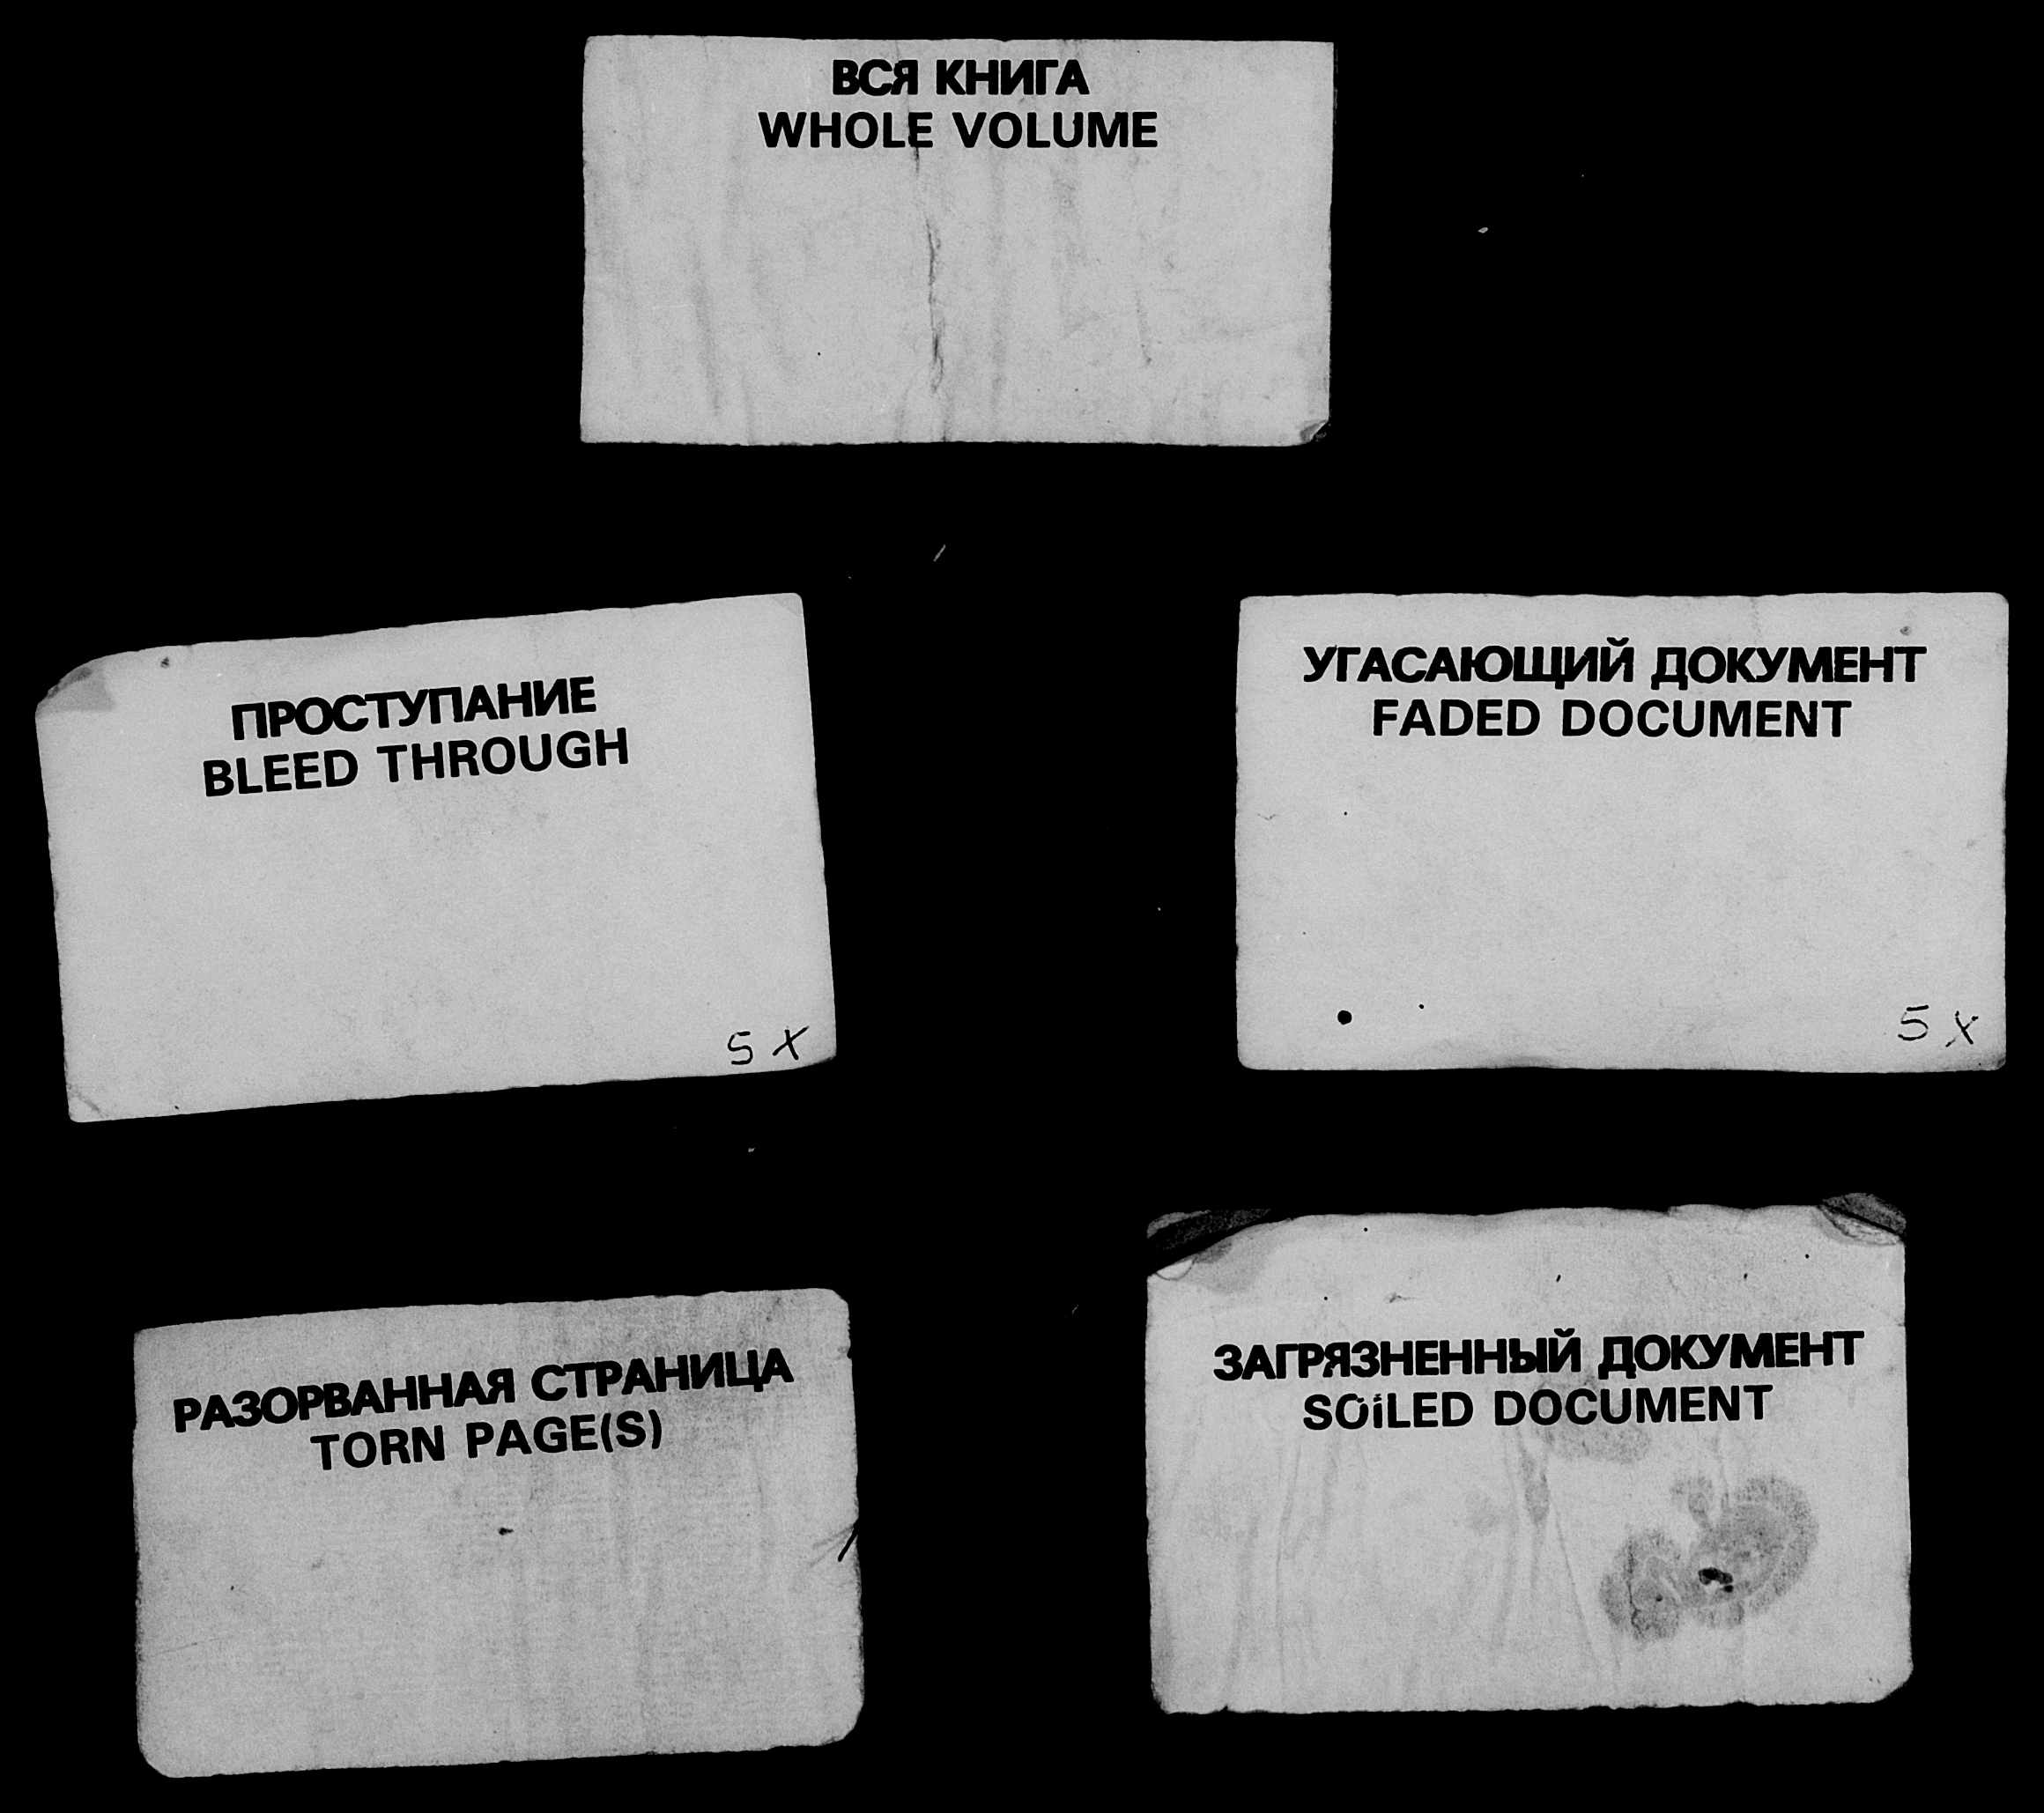 ВСЯ КНИГА
WHOLE VOLUME
ПРОСТУПАНИЕ
BLEED THROUGH
5 X
УГАСАЮЩИЙ ДОКУМЕНТ
FADED DOCUMENT
5 X
РАЗОРВАННАЯ СТРАНИЦА
TORN PAGE(S)
ЗАГРЯЗНЕННЫЙ ДОКУМЕНТ
SOiLED DOCUMENT